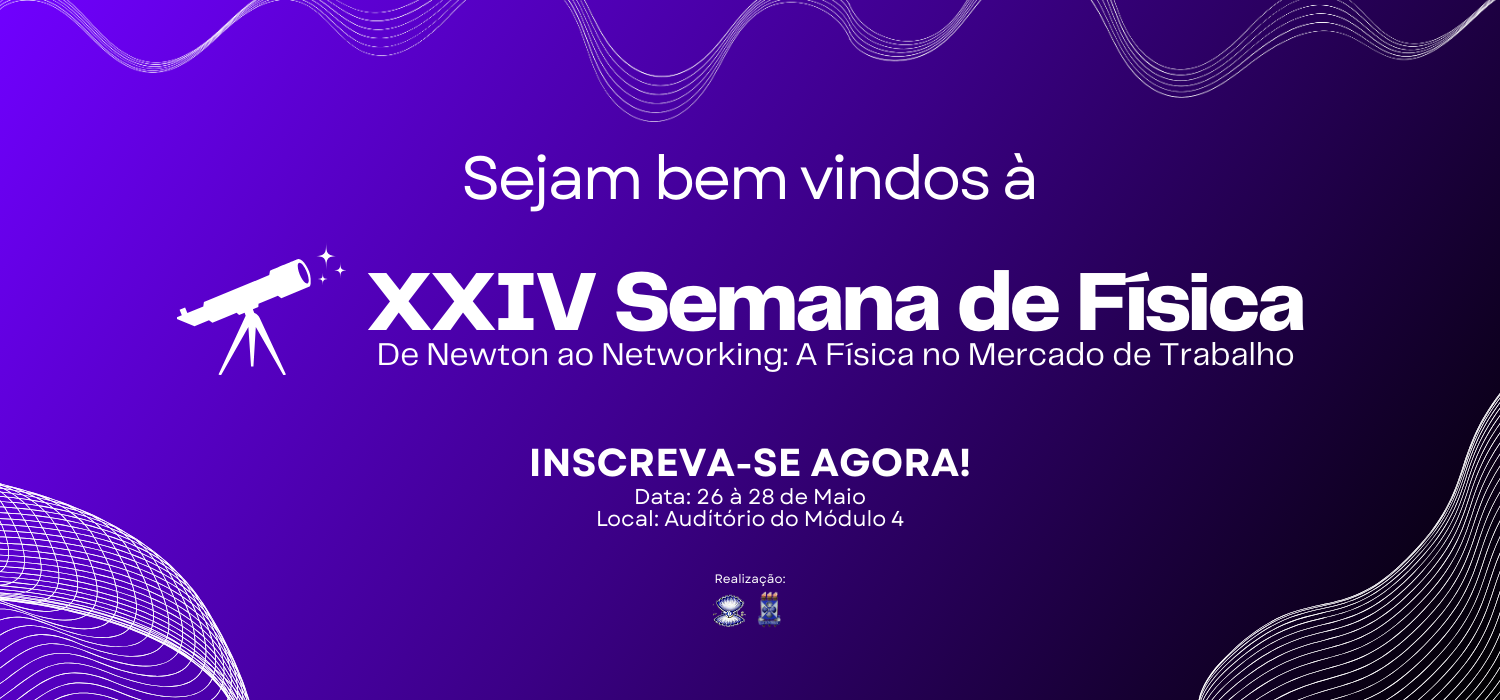 Sejam bem vindos à
XXIV Semana de Física
De Newton ao Networking: A Física no Mercado de Trabalho
INSCREVA-SE AGORA!
Data: 26 à 28 de Maio
Local: Audítório do Módulo 4
Realização: